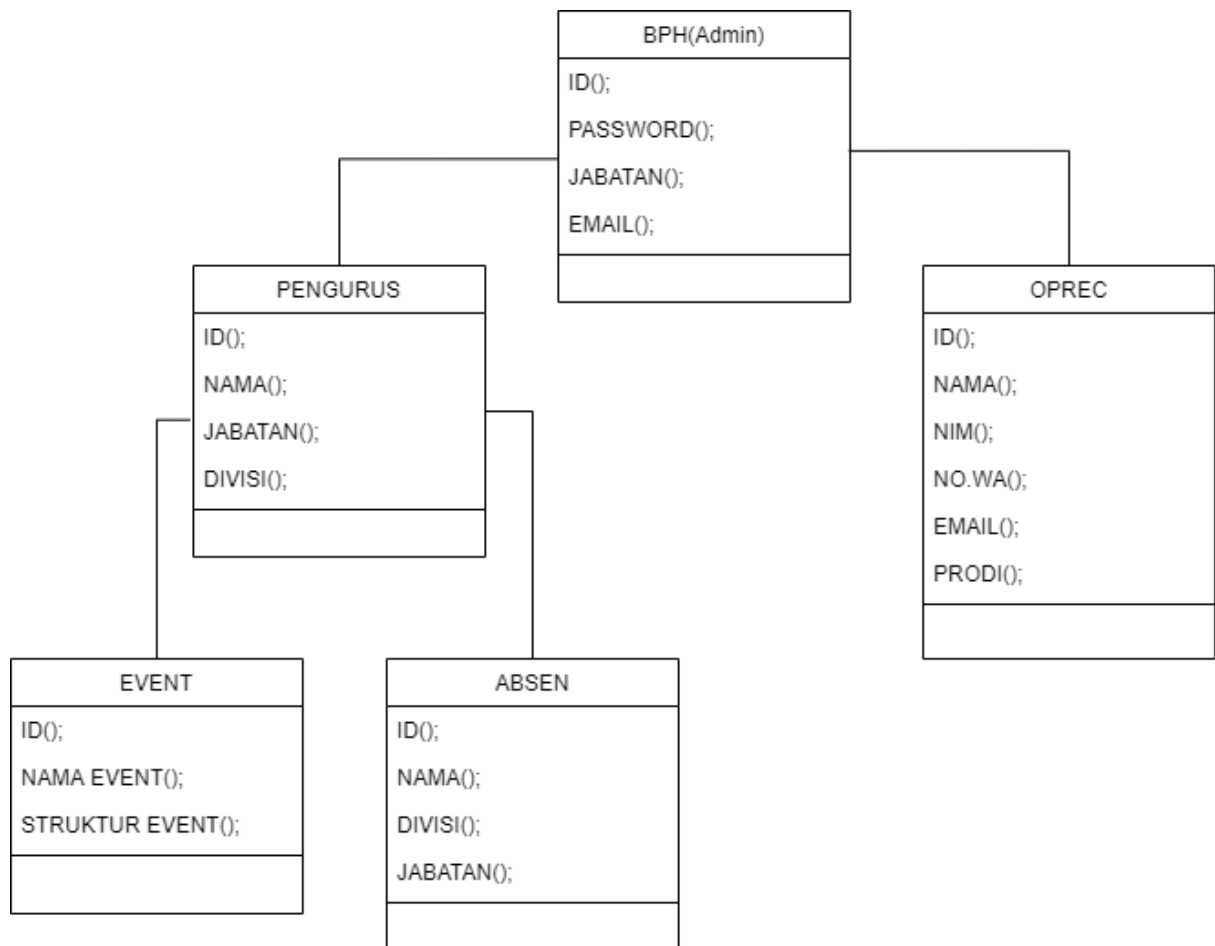 BPH(Admin)
ID();
PASSWORD();
JABATAN();
EMAIL();
PENGURUS
ID();
NAMA();
JABATAN();
DIVISI();
OPREC
ID();
NAMA();
NIM();
NO.WA();
EMAIL();
PRODI();
EVENT
ID();
NAMA EVENT();
STRUKTUR EVENT();
ABSEN
ID();
NAMA();
DIVISI();
JABATAN();